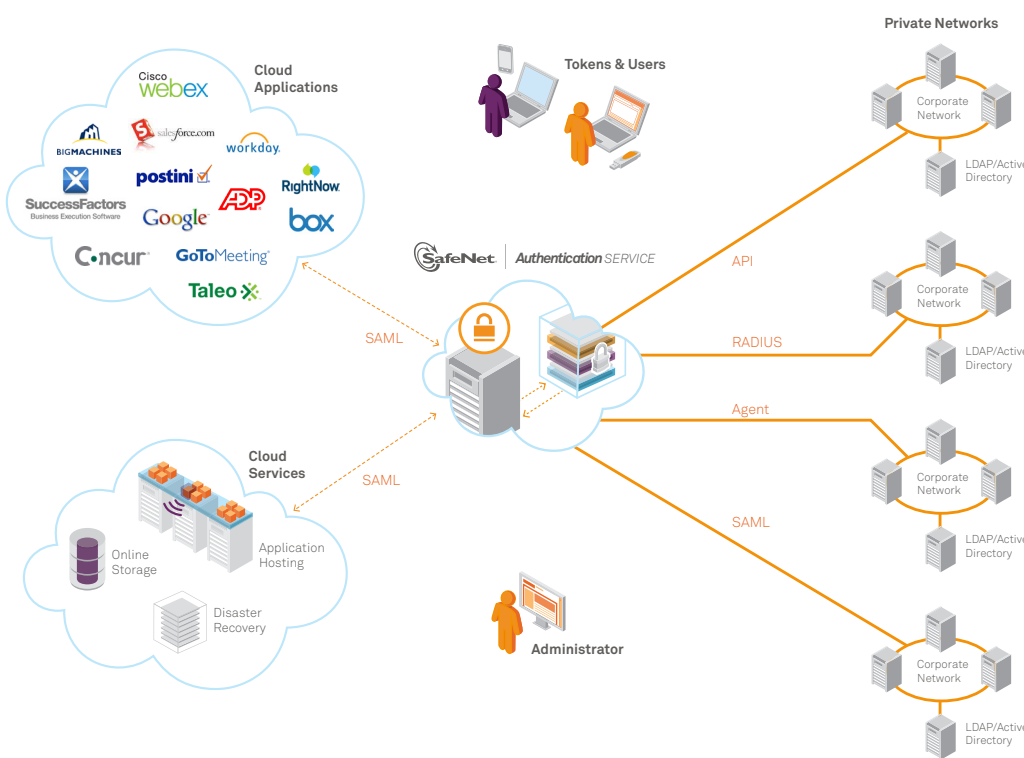 Private Networks
Cloud
Applications
Cisco
webex
BIGMACHINES
salesforce.com
workday.
postini
SuccessFactors
Business Execution Software
ADP
RightNow
Google
box
Concur
GoToMeeting
Taleo
Tokens & Users
SafeNet. | Authentication SERVICE
SAML
SAML
API
RADIUS
Agent
SAML
Corporate
Network
LDAP/Active
Directory
Corporate
Network
LDAP/Active
Directory
Corporate
Network
LDAP/Active
Directory
Corporate
Network
LDAP/Active
Directory
Cloud
Services
Online
Storage
Application
Hosting
Disaster
Recovery
Administrator